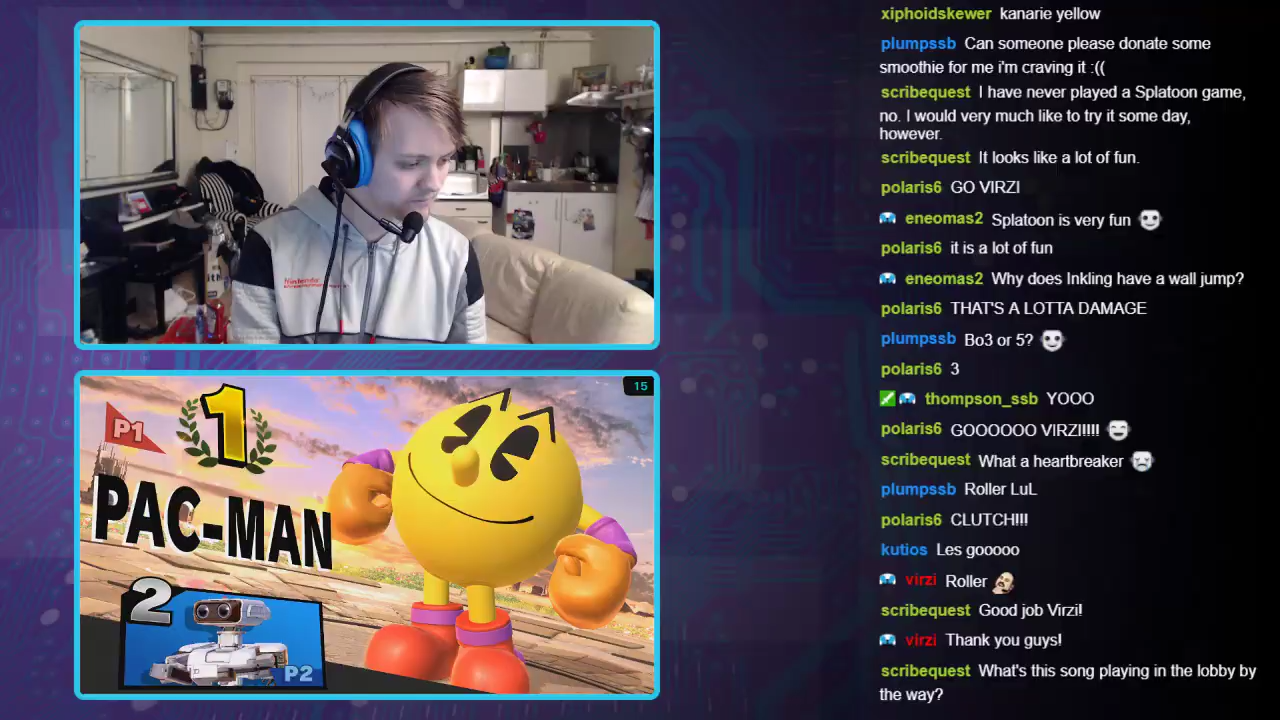 xiphoidskewer kanarie yellow
plumpssb Can someone please donate some
smoothie for me i'm craving it :((
scribequest I have never played a Splatoon game,
no. I would very much like to try it some day,
however.
scribequest It looks like a lot of fun.
polaris6 GO VIRZI
eneomas2 Splatoon is very fun
polaris6 it is a lot of fun
eneomas2 Why does Inkling have a wall jump?
polaris6 THAT'S A LOTTA DAMAGE
plumpssb Bo3 or 5?
polaris6 3
thompson_ssb YOOO
polaris6 GOOOOOO VIRZI!!!!
scribequest What a heartbreaker
plumpssb Roller LuL
polaris6 CLUTCH!!!
kutios Les gooooo
virzi Roller
scribequest Good job Virzi!
virzi Thank you guys!
scribequest What's this song playing in the lobby by
the way?
Nintendo
15
P1
1
PAC-MAN
2
P2